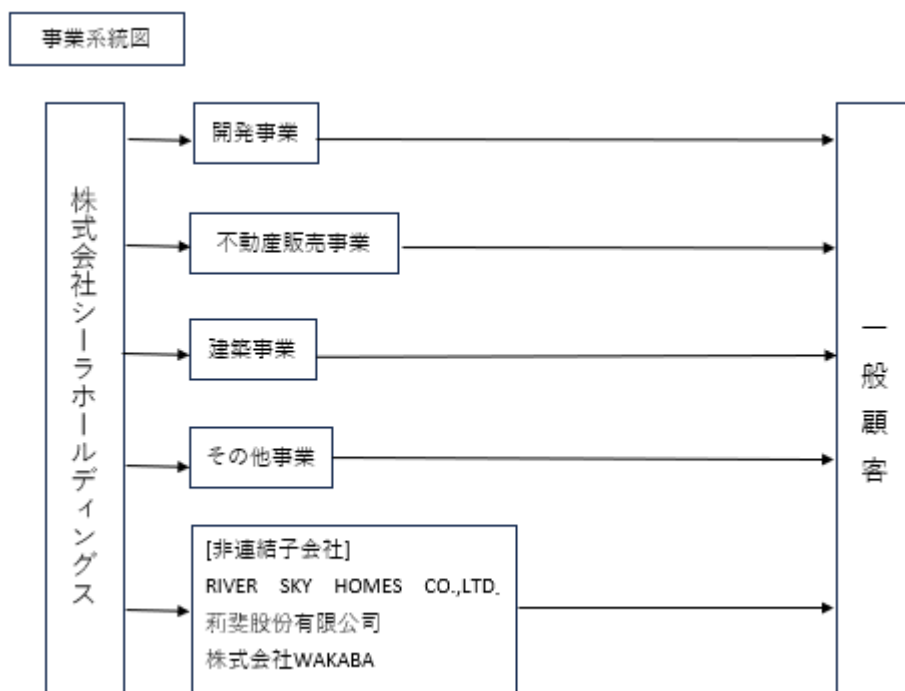 事業系統図
株式会社シーラホールディングス
開発事業
不動産販売事業
建築事業
その他事業
[非連結子会社]
RIVER SKY HOMES CO.,LTD.
莉斐股份有限公司
株式会社WAKABA
一般顧客